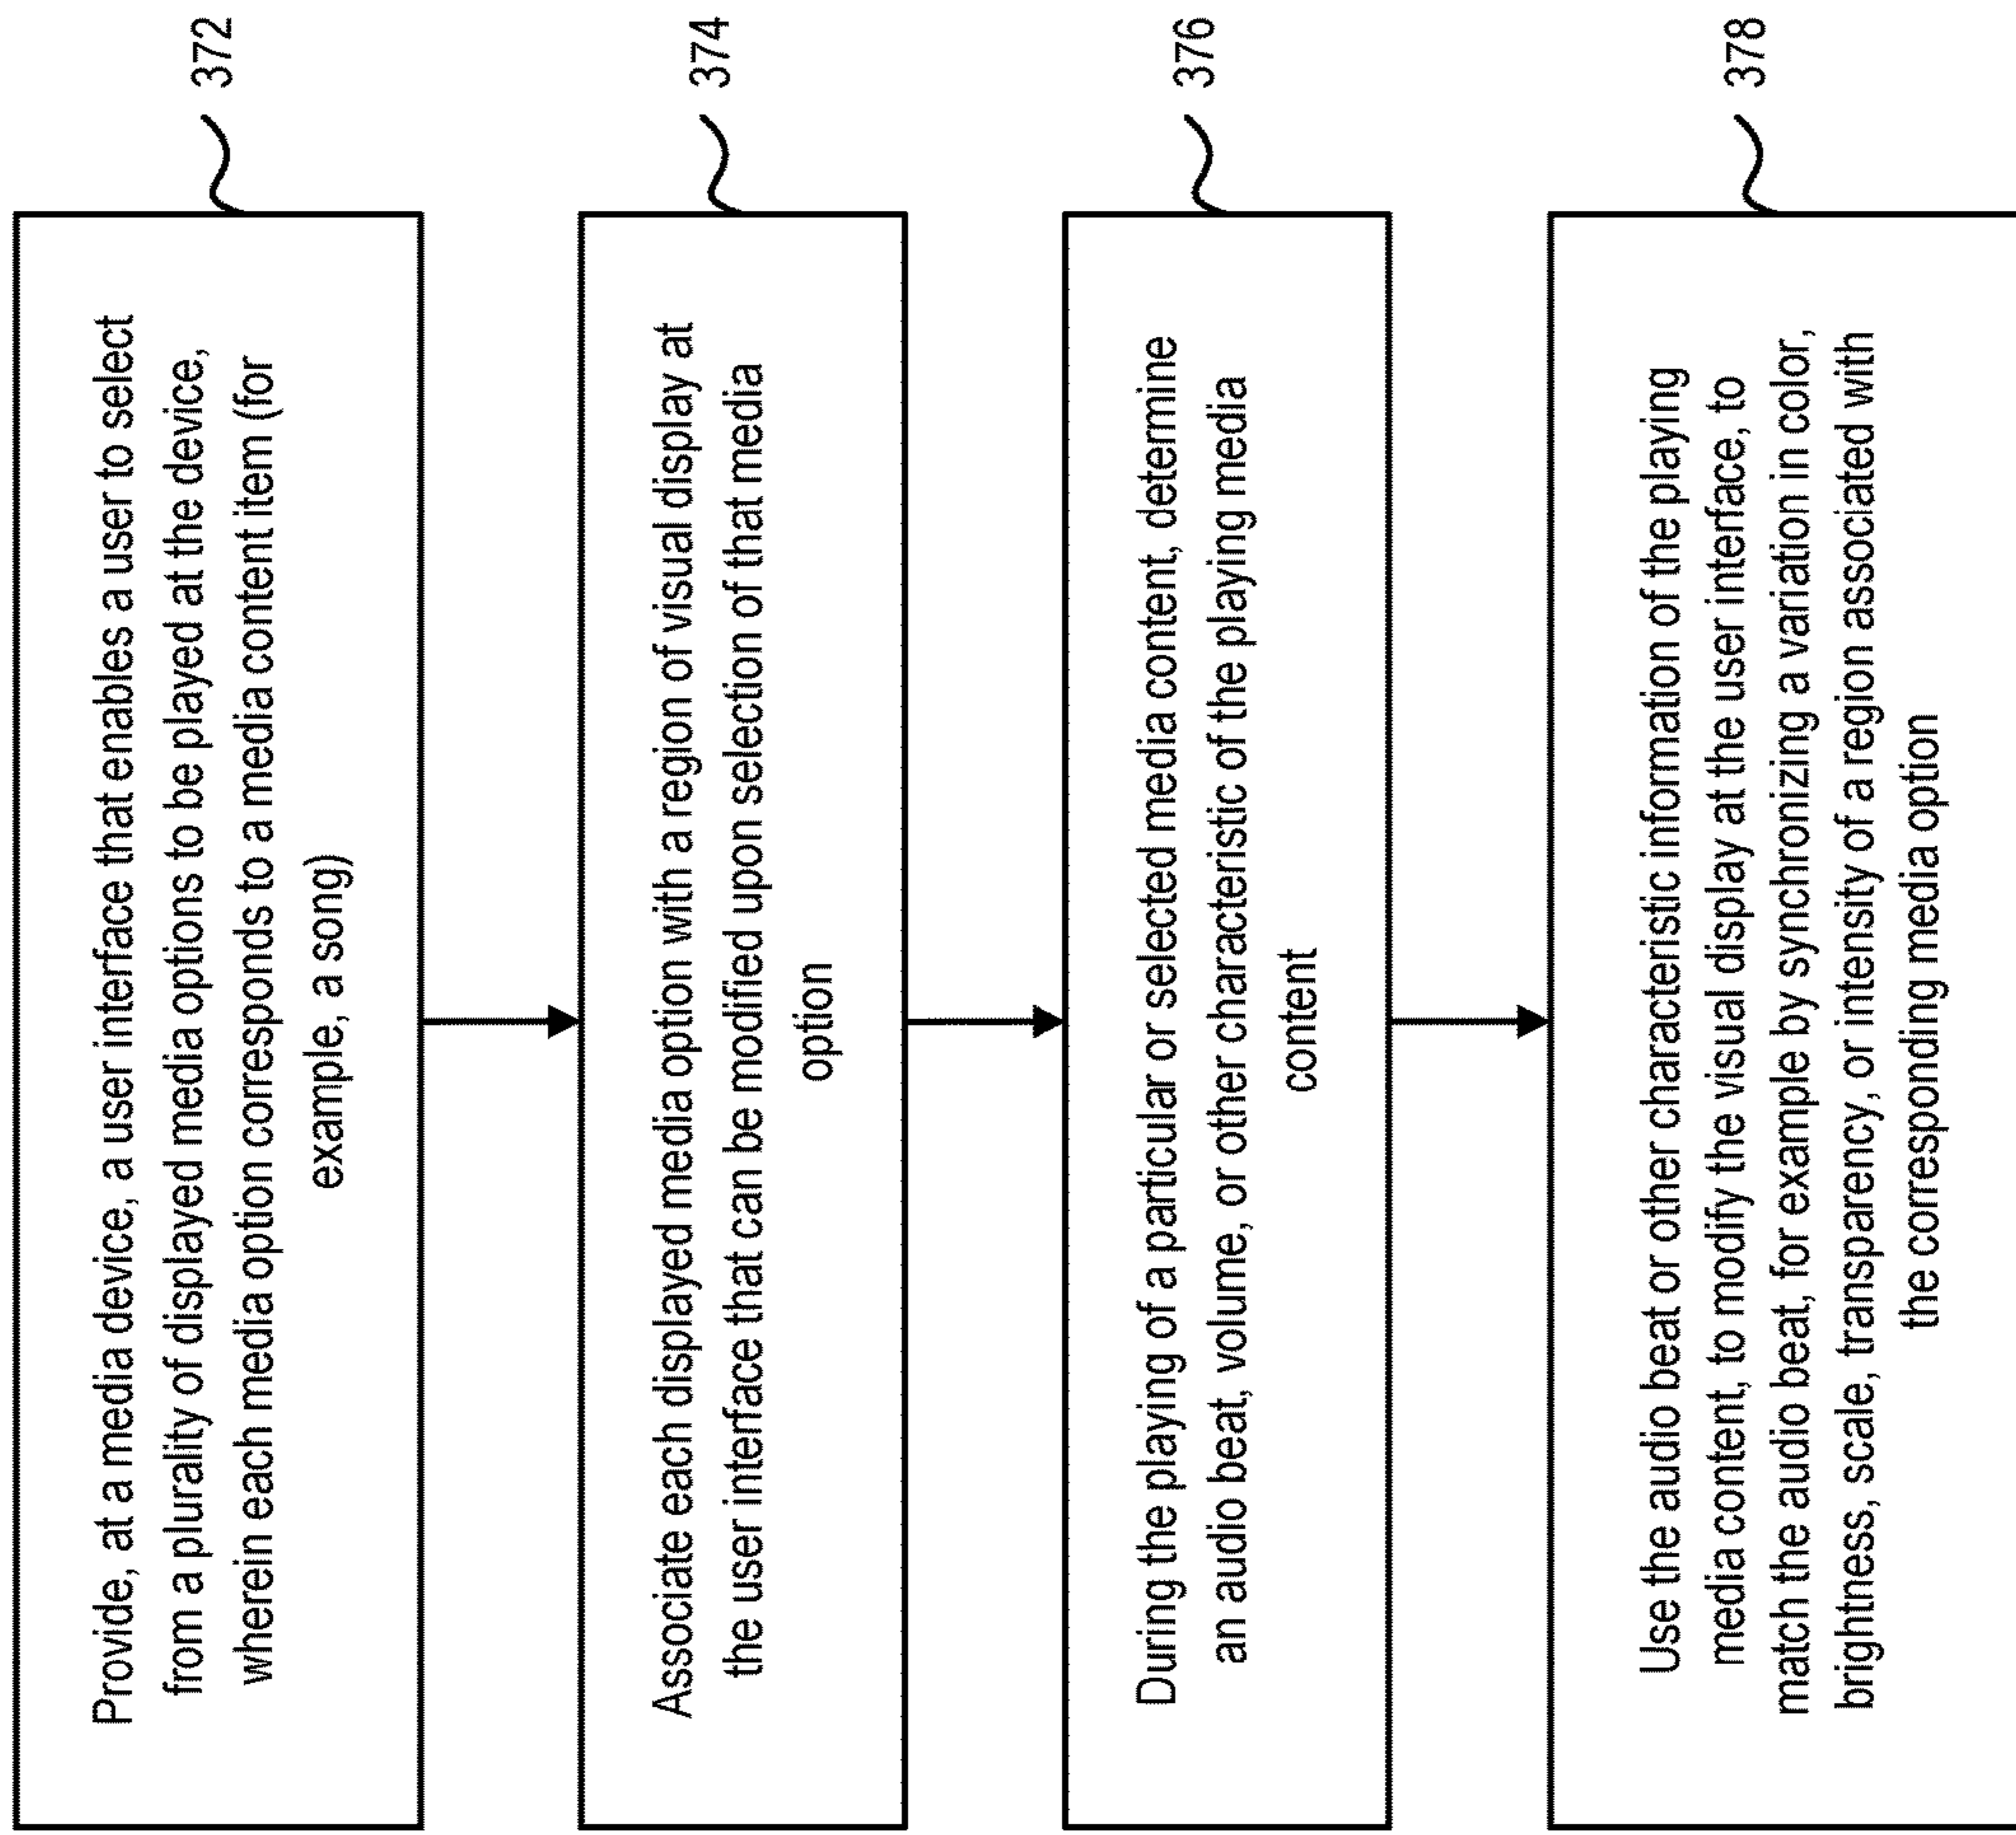 Provide, at a media device, a user interface that enables a user to select
from a plurality of displayed media options to be played at the device,
wherein each media option corresponds to a media content item (for
example, a song)
372
Associate each displayed media option with a region of visual display at
the user interface that can be modified upon selection of that media
option
374
During the playing of a particular or selected media content, determine
an audio beat, volume, or other characteristic of the playing media
content
376
Use the audio beat or other characteristic information of the playing
media content, to modify the visual display at the user interface, to
match the audio beat, for example by synchronizing a variation in color,
brightness, scale, transparency, or intensity of a region associated with
the corresponding media option
378